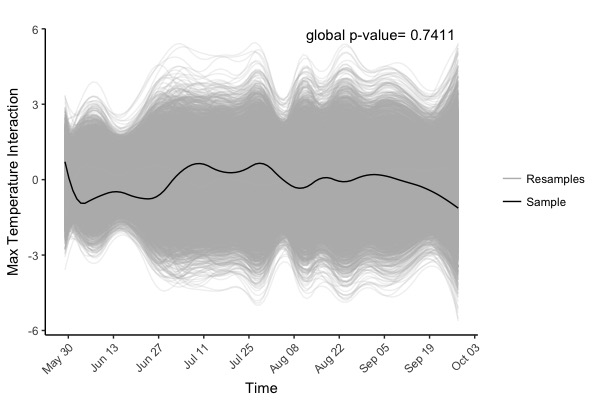 global p-value= 0.7411
6
3
0
-3
-6
Max Temperature Interaction
May 30
Jun 13
Jun 27
Jul 11
Jul 25
Aug 08
Aug 22
Sep 05
Sep 19
Oct 03
Time
Resamples
Sample